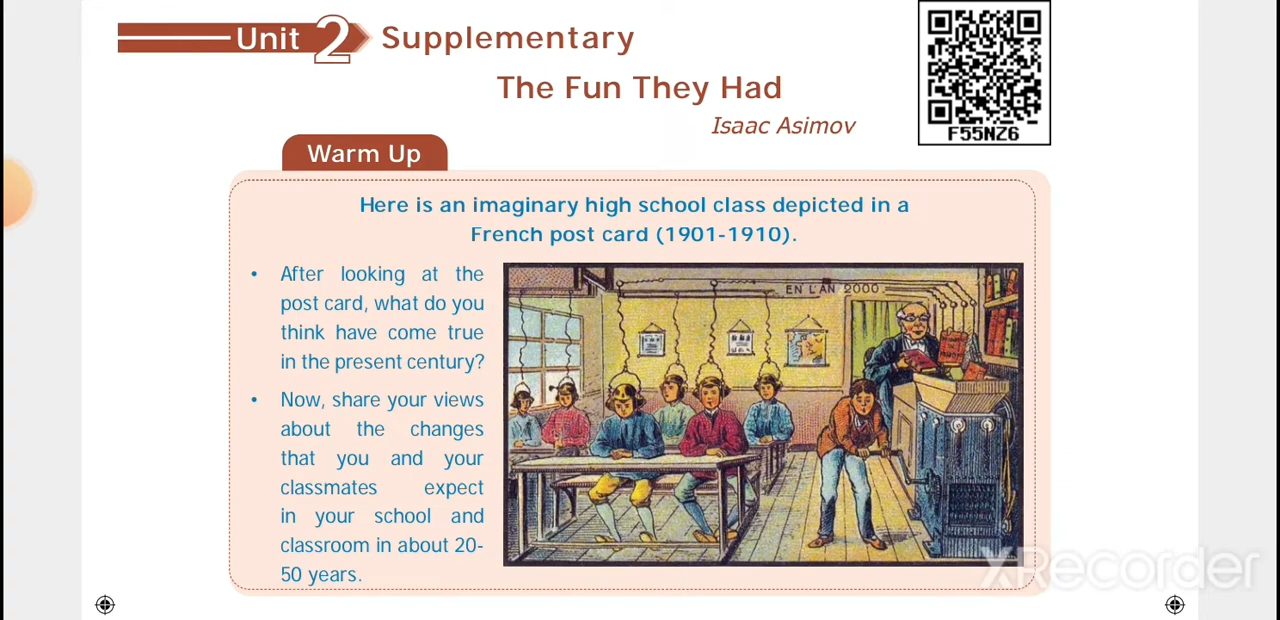 Unit 2 Supplementary
The Fun They Had
Isaac Asimov
F55NZ6
Warm Up
Here is an imaginary high school class depicted in a
French post card (1901-1910).
• After looking at the
post card, what do you
think have come true
in the present century?
• Now, share your views
about the changes
that you and your
classmates expect
in your school and
classroom in about 20-
50 years.
EN L'AN 2000
XRecorder